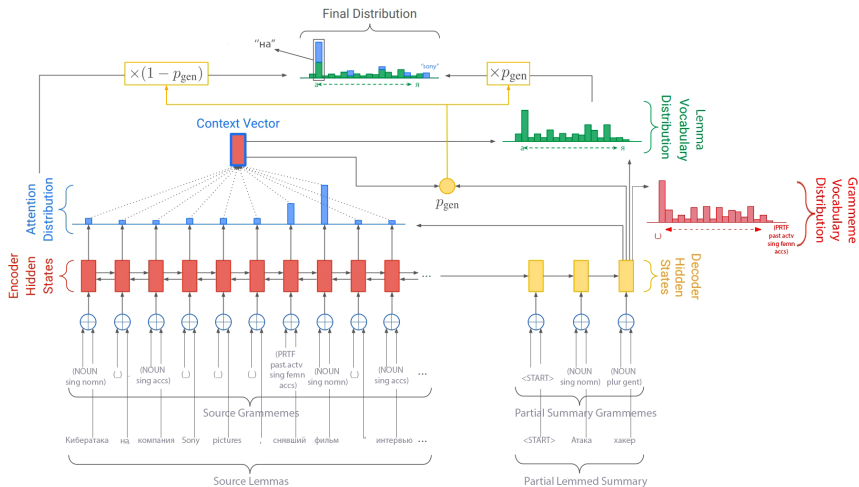 Final Distribution
"на"
"sony"
×(1 − pgen)
×pgen
а
я
Context Vector
Lemma
Vocabulary
Distribution
а
я
Attention
Distribution
pgen
Grammeme
Vocabulary
Distribution
(_)
(PRTF
past actv
sing femn
accs)
Encoder
Hidden
States
...
Decoder
Hidden
States
(NOUN
sing nomn)
(_)
(NOUN
sing accs)
(_)
(_)
(_)
(PRTF
past actv
sing femn
accs)
(NOUN
sing nomn)
(_)
(NOUN
sing accs)
...
<START>
(NOUN
sing nomn)
(NOUN
plur gent)
Source Grammemes
Partial Summary Grammemes
Кибератака на компания Sony pictures , снявший фильм " интервью ...
<START> Атака хакер
Source Lemmas
Partial Lemmed Summary